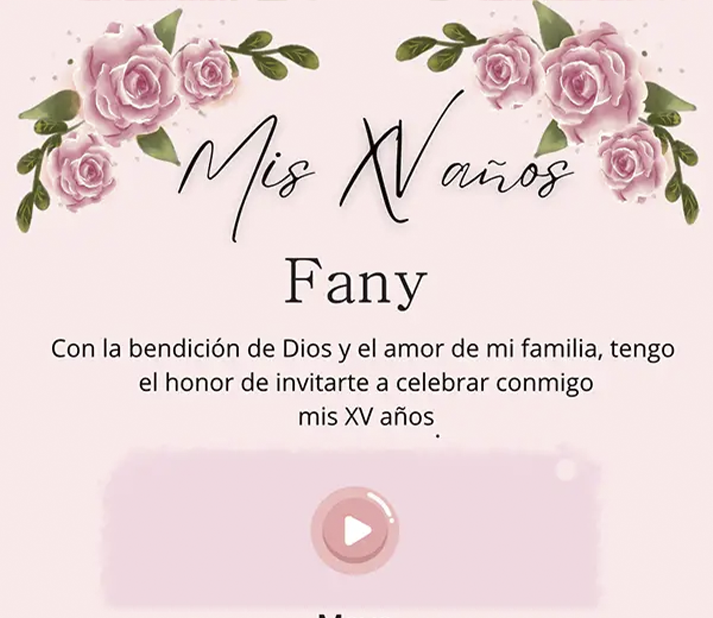 Mis XV años
Fany
Con la bendición de Dios y el amor de mi familia, tengo
el honor de invitarte a celebrar conmigo
mis XV años.